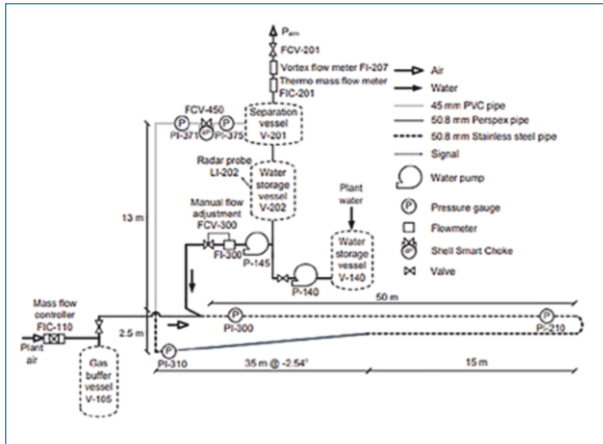 Patm
FCV-201
Vortex flow meter FI-207
Thermo mass flow meter
FIC-201
FCV-450
P
P
PI-371
PI-375
Separation
vessel
V-201
Radar probe
LI-202
Water
storage
vessel
V-202
Manual flow
adjustment
FCV-300
FI-300
P-145
Plant
water
Water
storage
vessel
V-140
P-140
13 m
2.5 m
50 m
Mass flow
controller
FIC-110
Plant
air
Gas
buffer
vessel
V-105
P
PI-300
P
PI-210
P
PI-310
35 m @ -2.54°
15 m
Air
Water
45 mm PVC pipe
50.8 mm Perspex pipe
50.8 mm Stainless steel pipe
Signal
Water pump
P
Pressure gauge
Flowmeter
Shell Smart Choke
Valve